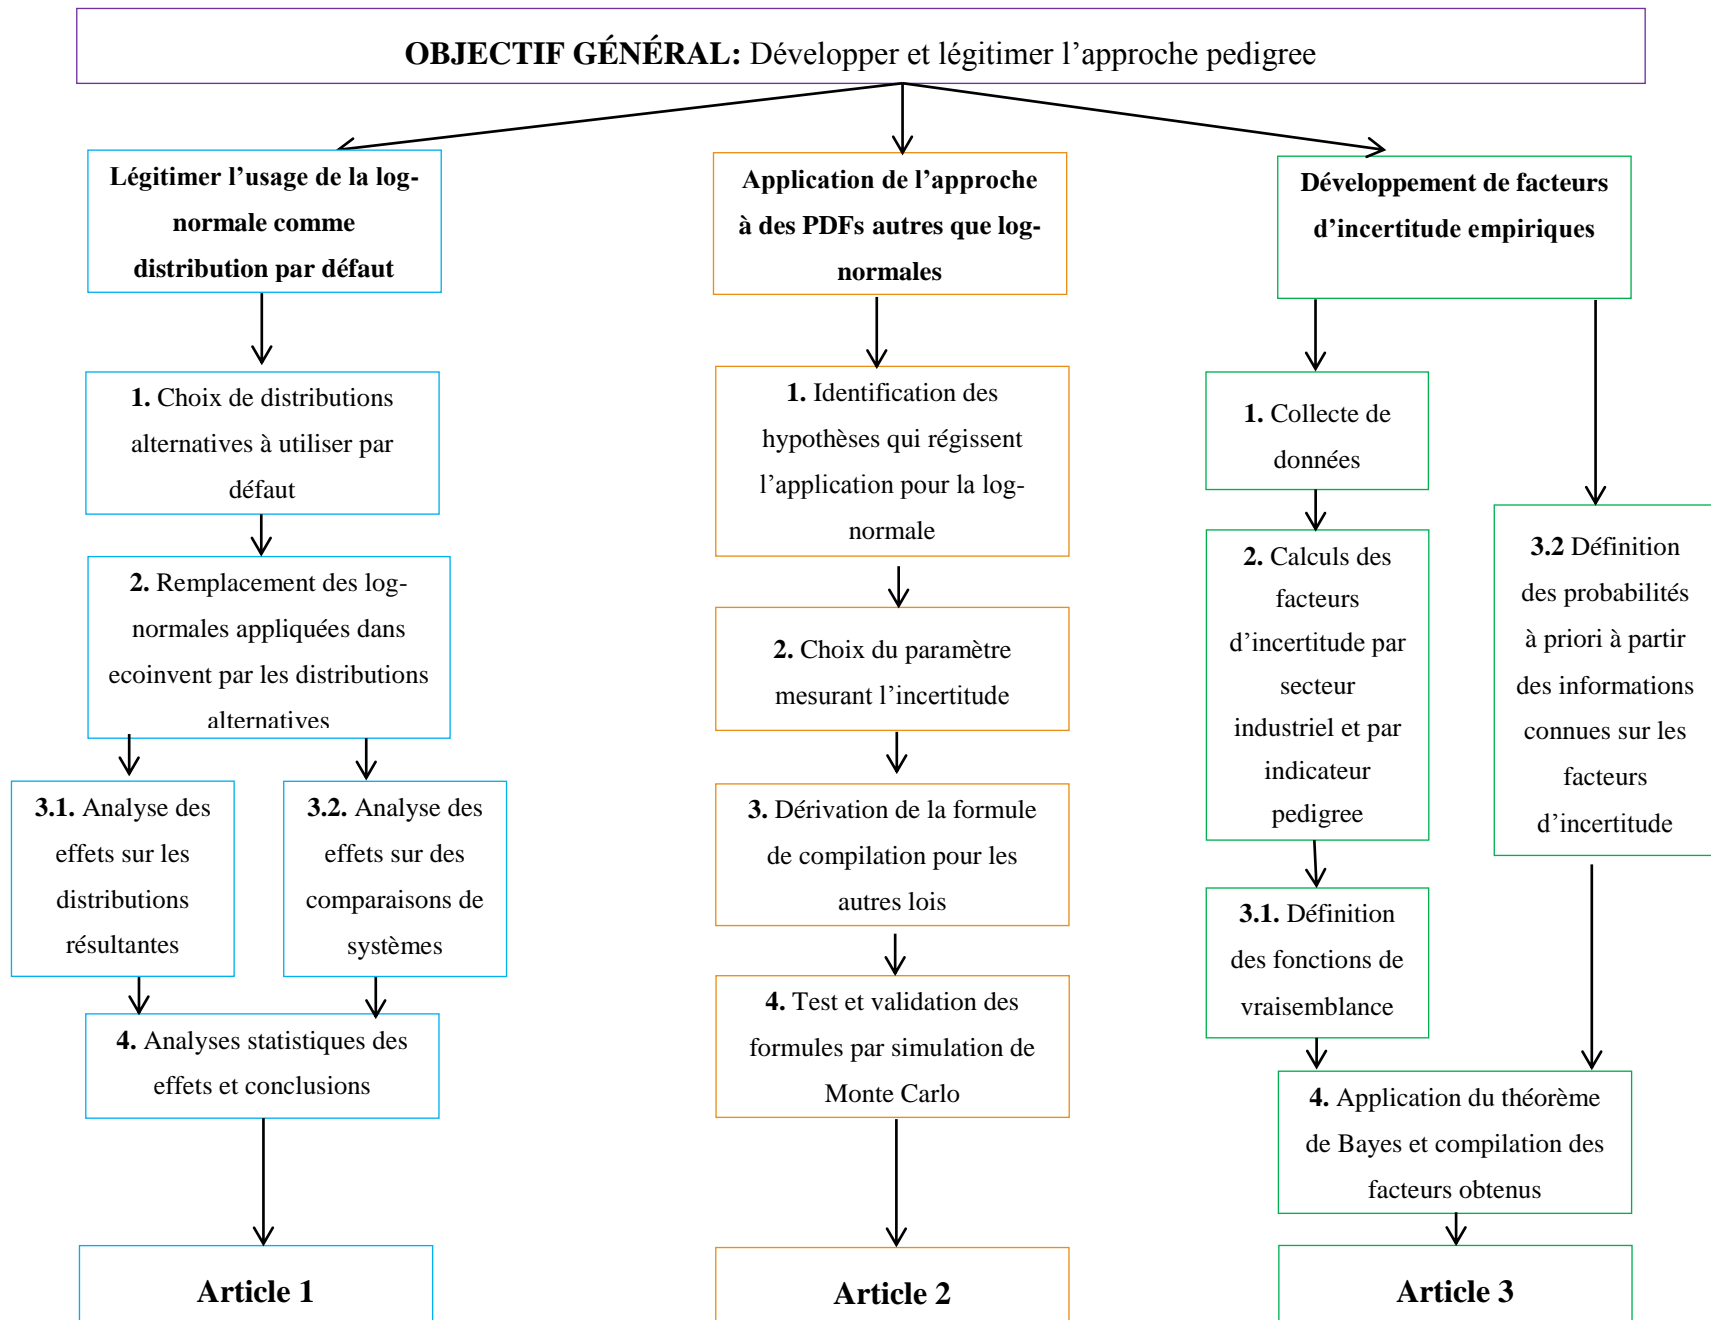 OBJECTIF GÉNÉRAL: Développer et légitimer l’approche pedigree
Légitimer l’usage de la log-
normale comme
distribution par défaut
1. Choix de distributions
alternatives à utiliser par
défaut
2. Remplacement des log-
normales appliquées dans
ecoinvent par les distributions
alternatives
3.1. Analyse des
effets sur les
distributions
résultantes
3.2. Analyse des
effets sur des
comparaisons de
systèmes
4. Analyses statistiques des
effets et conclusions
Article 1
Application de l’approche
à des PDFs autres que log-
normales
1. Identification des
hypothèses qui régissent
l’application pour la log-
normale
2. Choix du paramètre
mesurant l’incertitude
3. Dérivation de la formule
de compilation pour les
autres lois
4. Test et validation des
formules par simulation de
Monte Carlo
Article 2
Développement de facteurs
d’incertitude empiriques
1. Collecte de
données
2. Calculs des
facteurs
d’incertitude par
secteur
industriel et par
indicateur
pedigree
3.1. Définition
des fonctions de
vraisemblance
3.2 Définition
des probabilités
à priori à partir
des informations
connues sur les
facteurs
d’incertitude
4. Application du théorème
de Bayes et compilation des
facteurs obtenus
Article 3